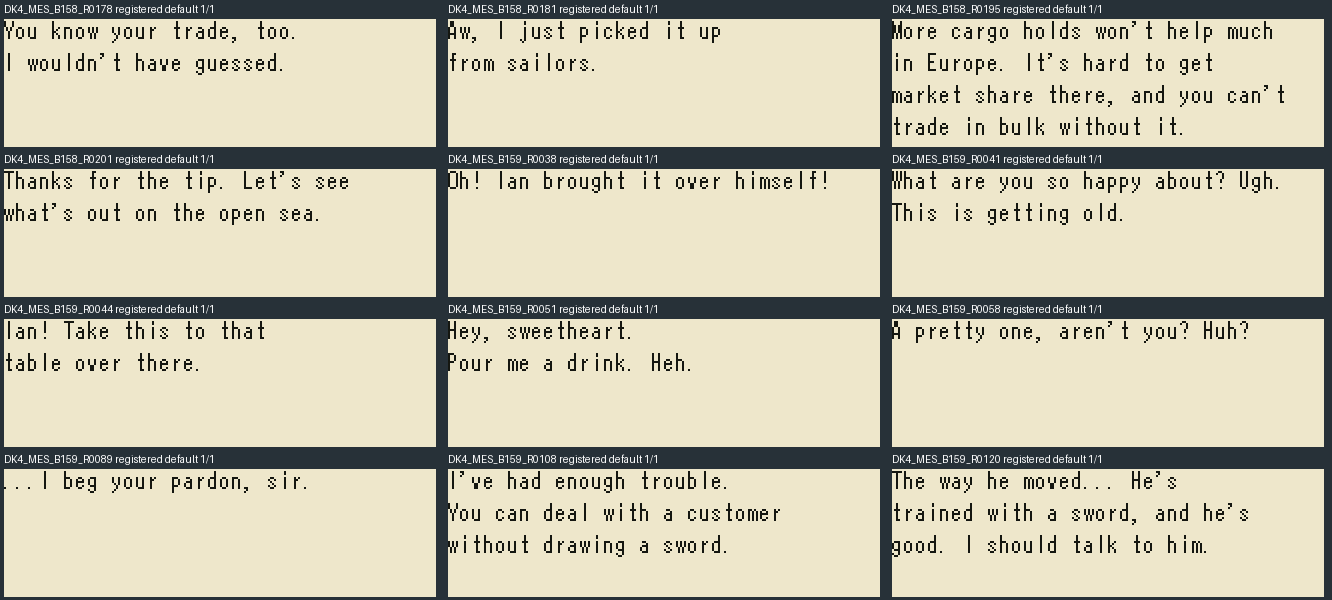 DK4_MES_B158_R0178 registered default 1/1
You know your trade, too.
I wouldn't have guessed.
DK4_MES_B158_R0181 registered default 1/1
Aw, I just picked it up
from sailors.
DK4_MES_B158_R0195 registered default 1/1
More cargo holds won't help much
in Europe. It's hard to get
market share there, and you can't
trade in bulk without it.
DK4_MES_B158_R0201 registered default 1/1
Thanks for the tip. Let's see
what's out on the open sea.
DK4_MES_B159_R0038 registered default 1/1
Oh! Ian brought it over himself!
DK4_MES_B159_R0041 registered default 1/1
What are you so happy about? Ugh.
This is getting old.
DK4_MES_B159_R0044 registered default 1/1
Ian! Take this to that
table over there.
DK4_MES_B159_R0051 registered default 1/1
Hey, sweetheart.
Pour me a drink. Heh.
DK4_MES_B159_R0058 registered default 1/1
A pretty one, aren't you? Huh?
DK4_MES_B159_R0089 registered default 1/1
...I beg your pardon, sir.
DK4_MES_B159_R0108 registered default 1/1
I've had enough trouble.
You can deal with a customer
without drawing a sword.
DK4_MES_B159_R0120 registered default 1/1
The way he moved... He's
trained with a sword, and he's
good. I should talk to him.